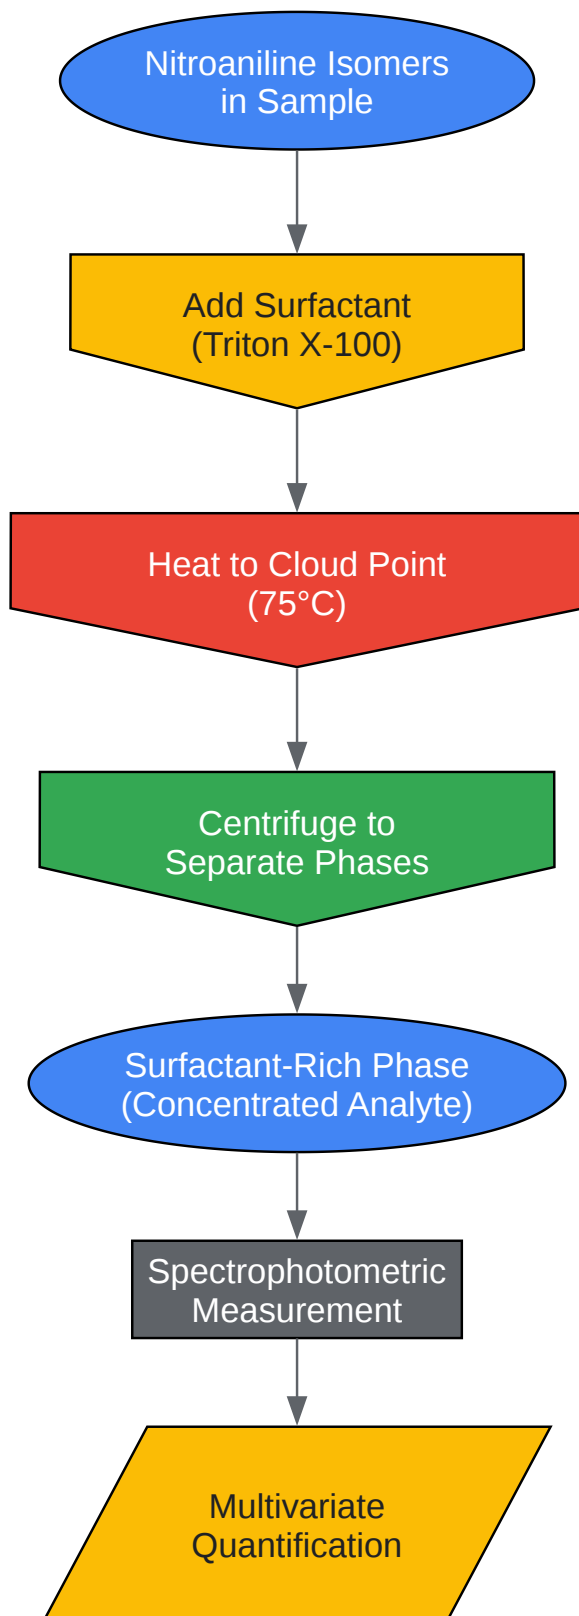 Nitroaniline Isomers
in Sample
Add Surfactant
(Triton X-100)
Heat to Cloud Point
(75°C)
Centrifuge to
Separate Phases
Surfactant-Rich Phase
(Concentrated Analyte)
Spectrophotometric
Measurement
Multivariate
Quantification